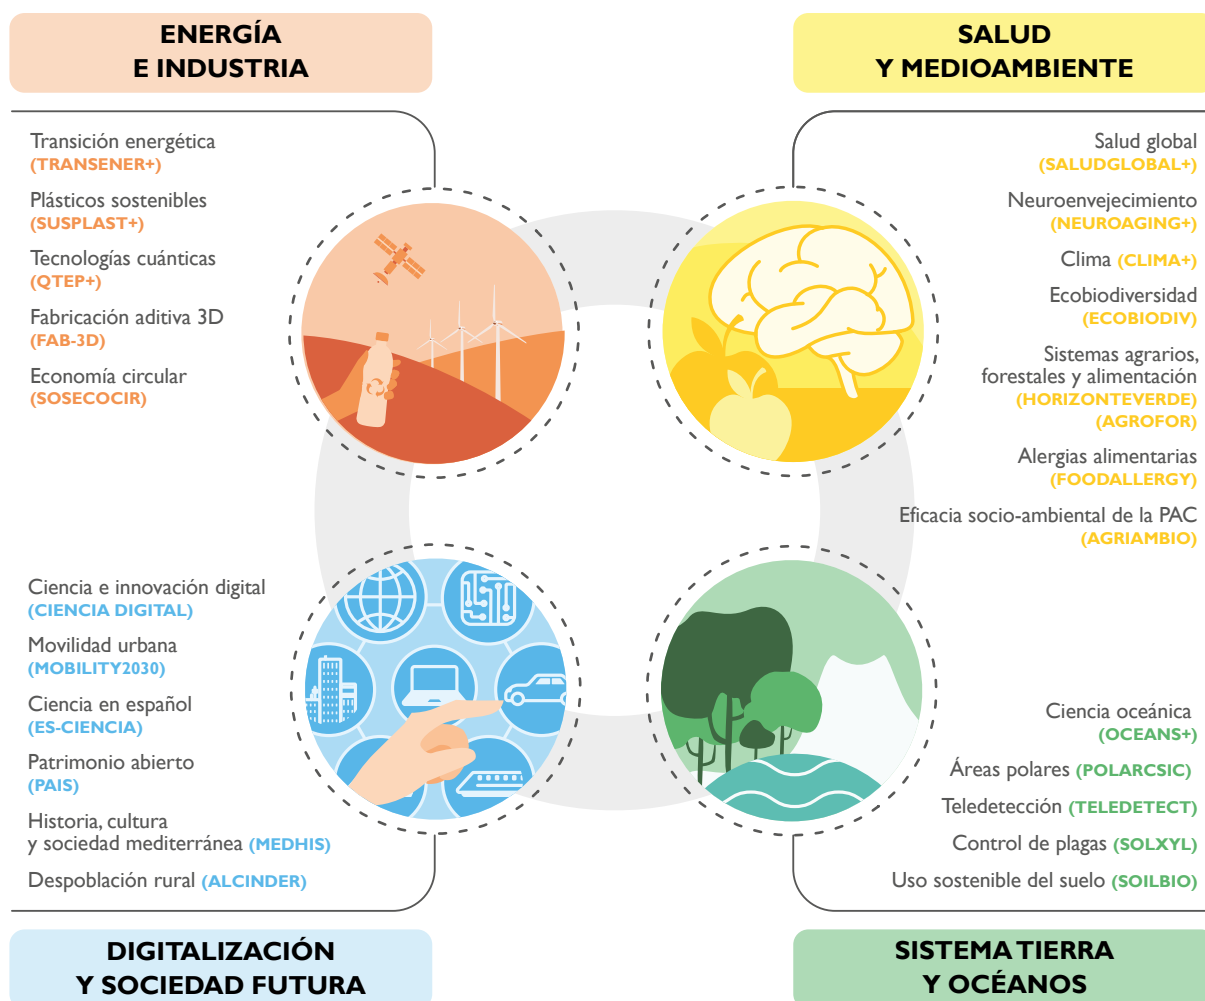 ENERGÍA
E INDUSTRIA
Transición energética
(TRANSENER+)
Plásticos sostenibles
(SUSPLAST+)
Tecnologías cuánticas
(QTEP+)
Fabricación aditiva 3D
(FAB-3D)
Economía circular
(SOSECOCIR)
SALUD
Y MEDIOAMBIENTE
Salud global
(SALUDGLOBAL+)
Neuroenvejecimiento
(NEUROAGING+)
Clima (CLIMA+)
Ecobiodiversidad
(ECOBIODIV)
Sistemas agrarios,
forestales y alimentación
(HORIZONTEVERDE)
(AGROFOR)
Alergias alimentarias
(FOODALLERGY)
Eficacia socio-ambiental de la PAC
(AGRIAMBIO)
Ciencia e innovación digital
(CIENCIA DIGITAL)
Movilidad urbana
(MOBILITY2030)
Ciencia en español
(ES-CIENCIA)
Patrimonio abierto
(PAIS)
Historia, cultura
y sociedad mediterránea (MEDHIS)
Despoblación rural (ALCINDER)
DIGITALIZACIÓN
Y SOCIEDAD FUTURA
Ciencia oceánica
(OCEANS+)
Áreas polares (POLARCSIC)
Teledetección (TELEDETECT)
Control de plagas (SOLXYL)
Uso sostenible del suelo (SOILBIO)
SISTEMA TIERRA
Y OCÉANOS